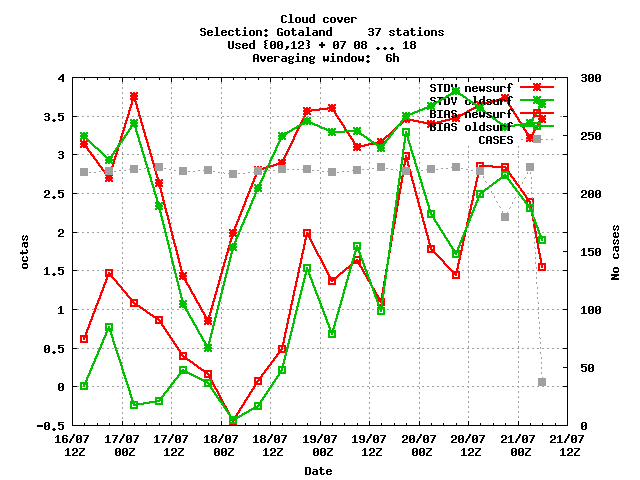 Cloud cover
Selection: Gotaland     37 stations
Used {00,12} + 07 08 ... 18
Averaging window:  6h
STDV newsurf
STDV oldsurf
BIAS newsurf
BIAS oldsurf
CASES
4
3.5
3
2.5
2
1.5
1
0.5
0
-0.5
octas
300
250
200
150
100
50
0
No cases
16/07 17/07 17/07 18/07 18/07 19/07 19/07 20/07 20/07 21/07 21/07
12Z 00Z 12Z 00Z 12Z 00Z 12Z 00Z 12Z 00Z 12Z
Date